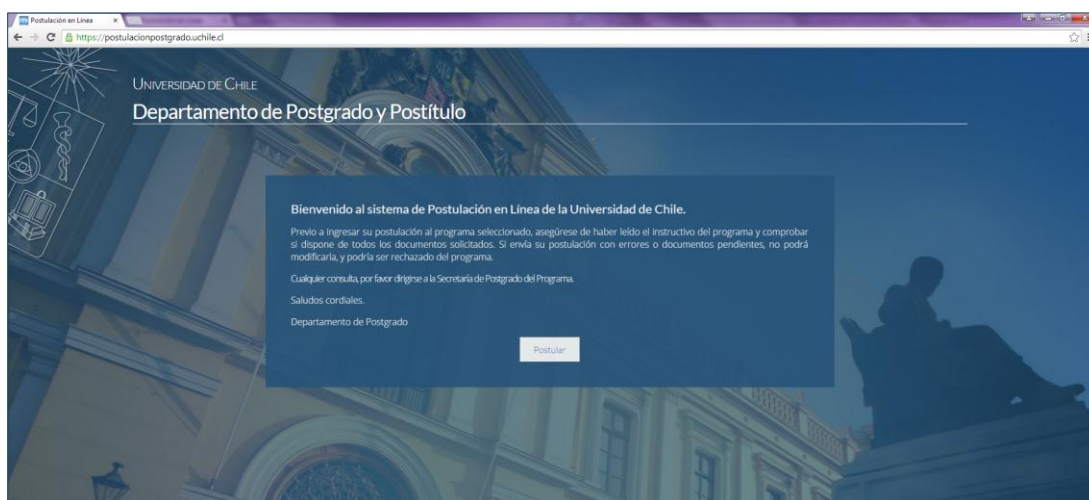 Postulación en Línea
https://postulacionpostgrado.uchile.cl
UNIVERSIDAD DE CHILE
Departamento de Postgrado y Postítulo
Bienvenido al sistema de Postulación en Línea de la Universidad de Chile.
Previo a ingresar su postulación al programa seleccionado, asegúrese de haber leído el instructivo del programa y comprobar
si dispone de todos los documentos solicitados. Si envía su postulación con errores o documentos pendientes, no podrá
modificarla, y podría ser rechazado del programa.
Cualquier consulta, por favor dirigirse a la Secretaría de Postgrado del Programa.
Saludos cordiales.
Departamento de Postgrado
Postular